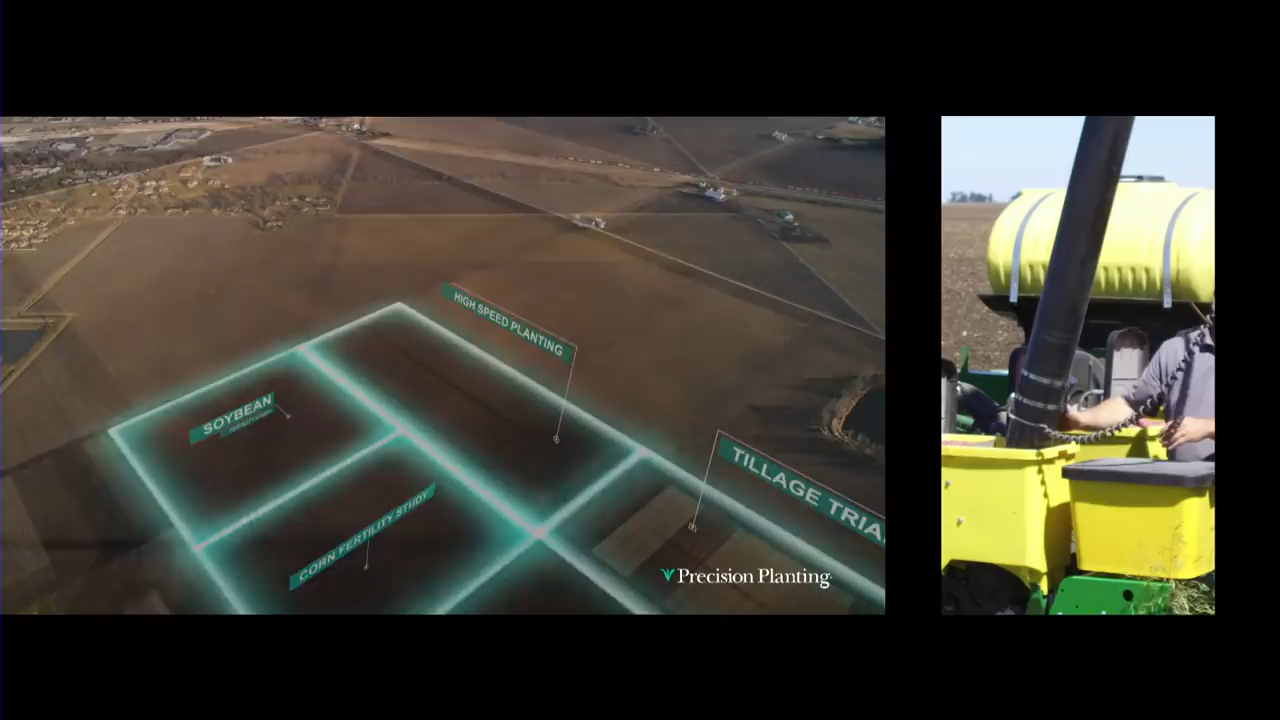 HIGH SPEED PLANTING
SOYBEAN
TILLAGE TRIA
CORN FERTILITY STUDY
Precision Planting